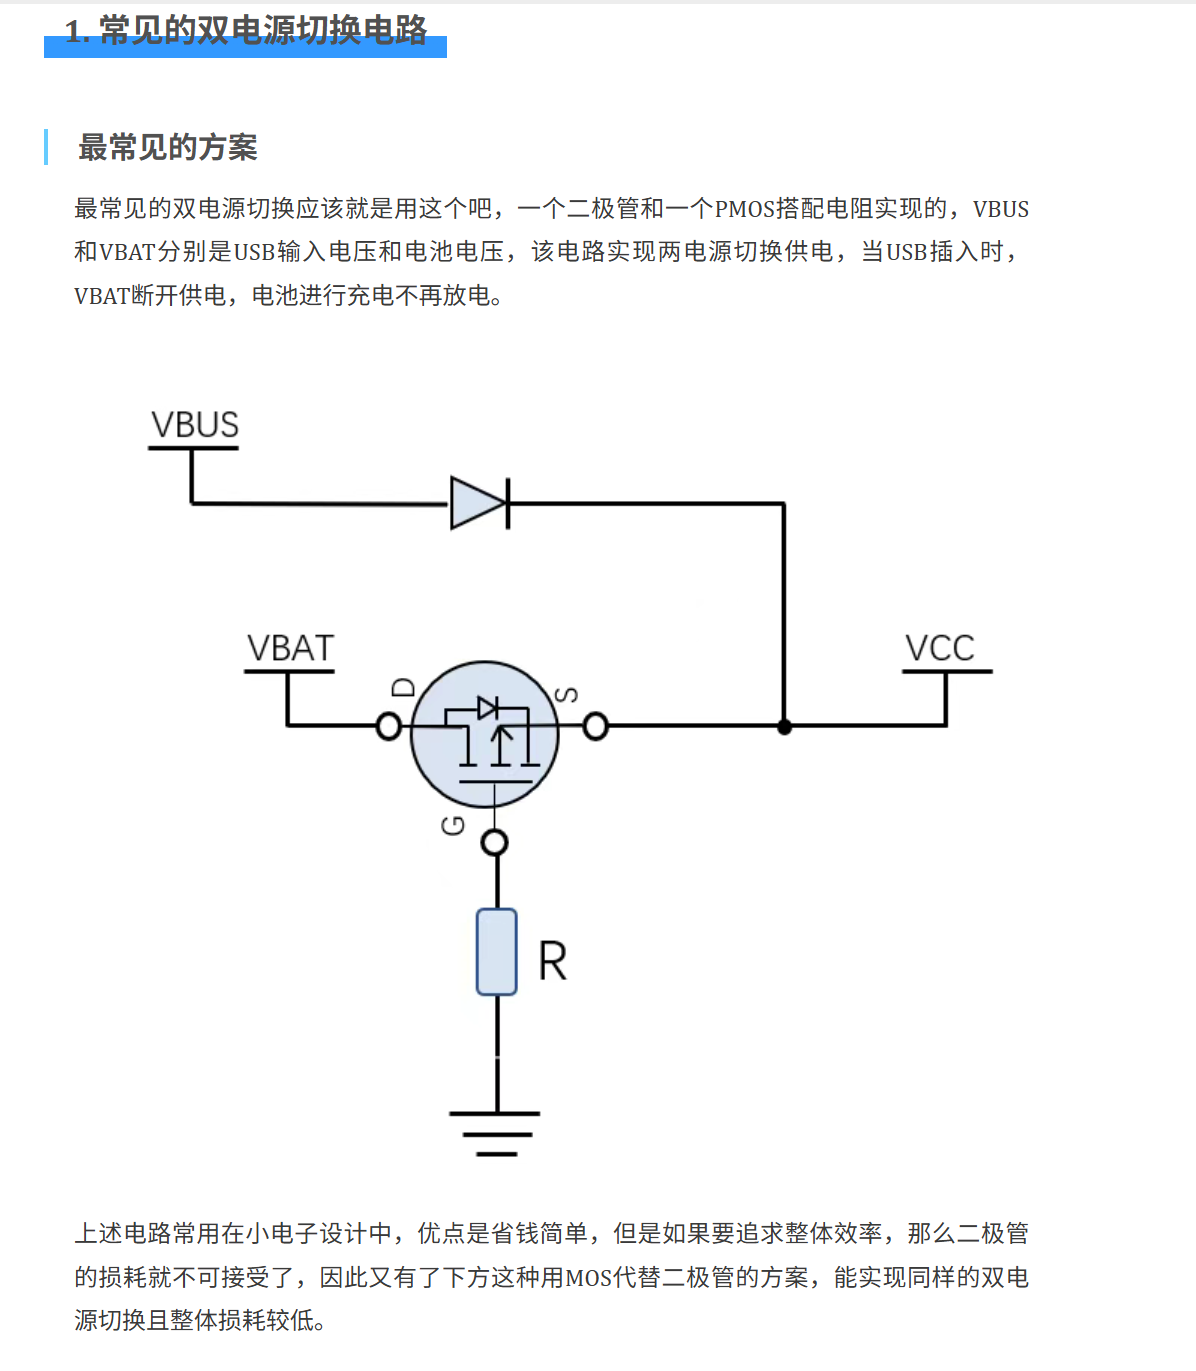 1. 常见的双电源切换电路
最常见的方案
最常见的双电源切换应该就是用这个吧，一个二极管和一个PMOS搭配电阻实现的，VBUS
和VBAT分别是USB输入电压和电池电压，该电路实现两电源切换供电，当USB插入时，
VBAT断开供电，电池进行充电不再放电。
VBUS
VBAT
VCC
D
S
G
R
上述电路常用在小电子设计中，优点是省钱简单，但是如果要追求整体效率，那么二极管
的损耗就不可接受了，因此又有了下方这种用MOS代替二极管的方案，能实现同样的双电
源切换且整体损耗较低。